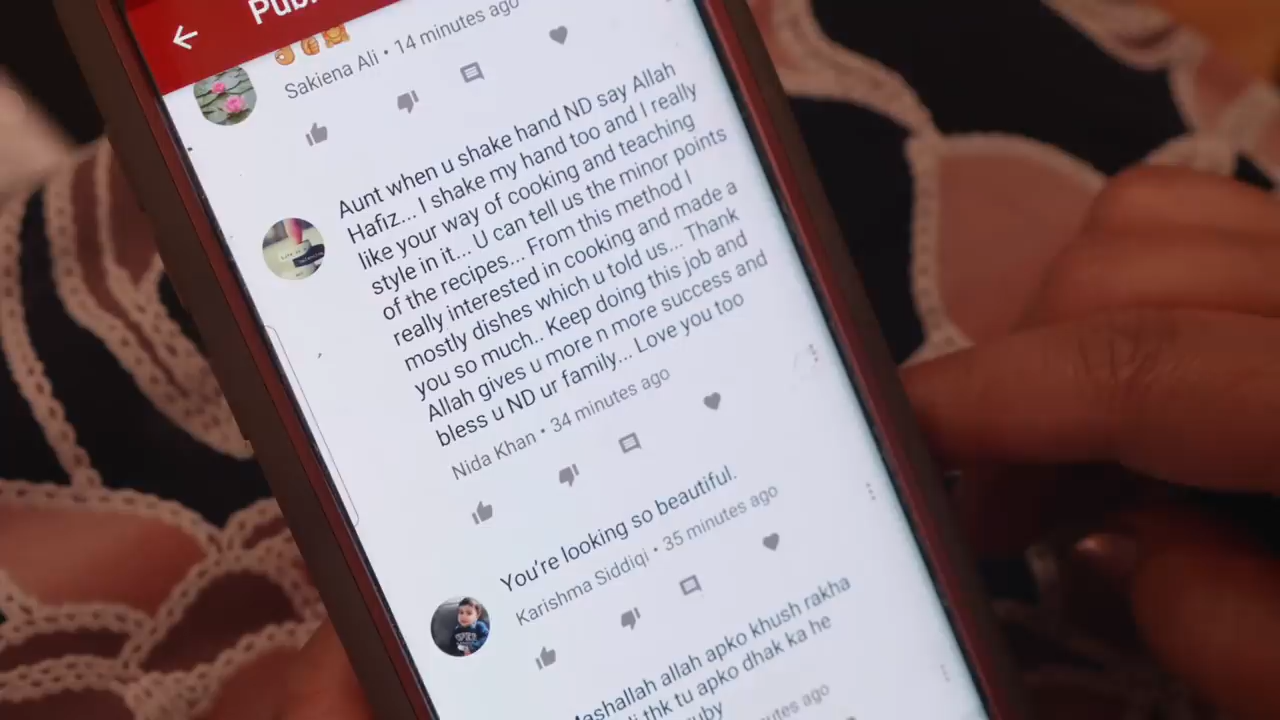 Sakiena Ali • 14 minutes ago
Aunt when u shake hand ND say Allah
Hafiz... I shake my hand too and I really
like your way of cooking and teaching
style in it... U can tell us the minor points
of the recipes... From this method I
really interested in cooking and made a
mostly dishes which u told us... Thank
you so much.. Keep doing this job and
Allah gives u more n more success and
bless u ND ur family... Love you too
Nida Khan • 34 minutes ago
You're looking so beautiful.
Karishma Siddiqi • 35 minutes ago
Mashallah allah apko khush rakha
thk tu apko dhak ka he
minutes ago